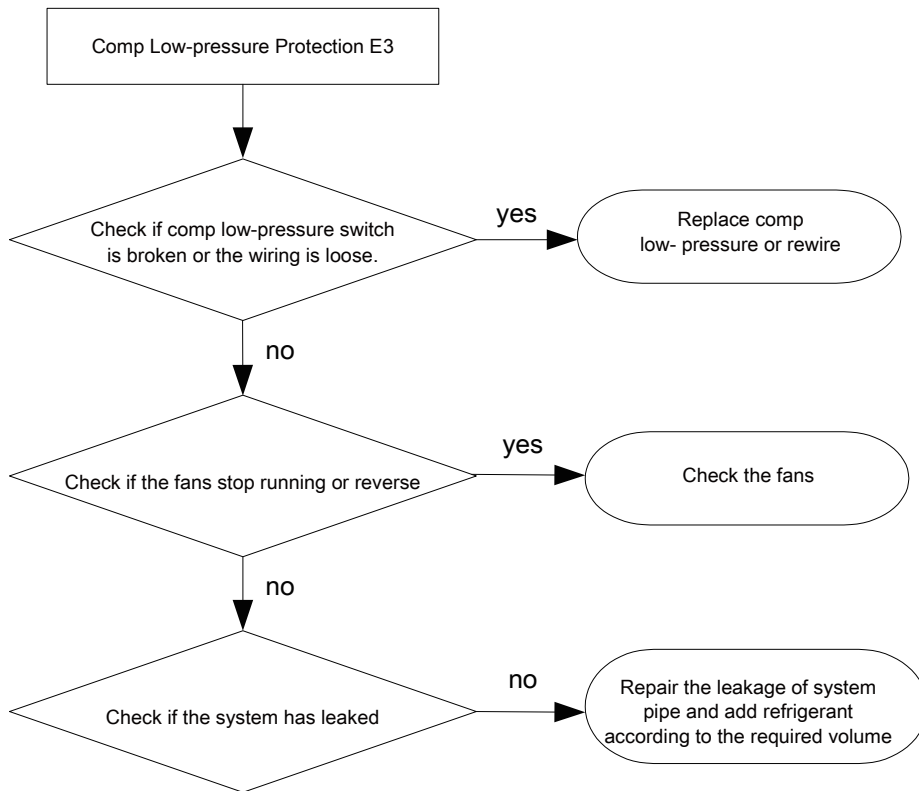 Comp Low-pressure Protection E3
Check if comp low-pressure switch
is broken or the wiring is loose.
yes
Replace comp
low- pressure or rewire
no
Check if the fans stop running or reverse
yes
Check the fans
no
Check if the system has leaked
no
Repair the leakage of system
pipe and add refrigerant
according to the required volume